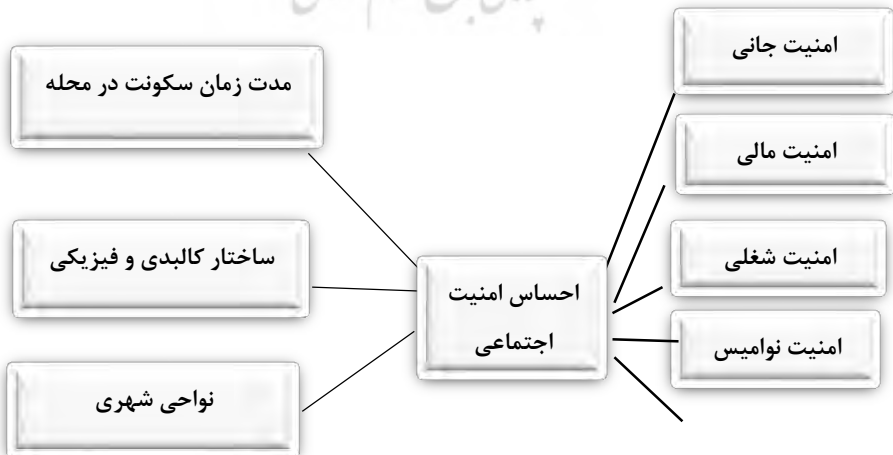 امنیت جانی
مدت زمان سکونت در محله
امنیت مالی
ساختار کالبدی و فیزیکی
امنیت شغلی
احساس امنیت
اجتماعی
امنیت نوامیس
نواحی شهری